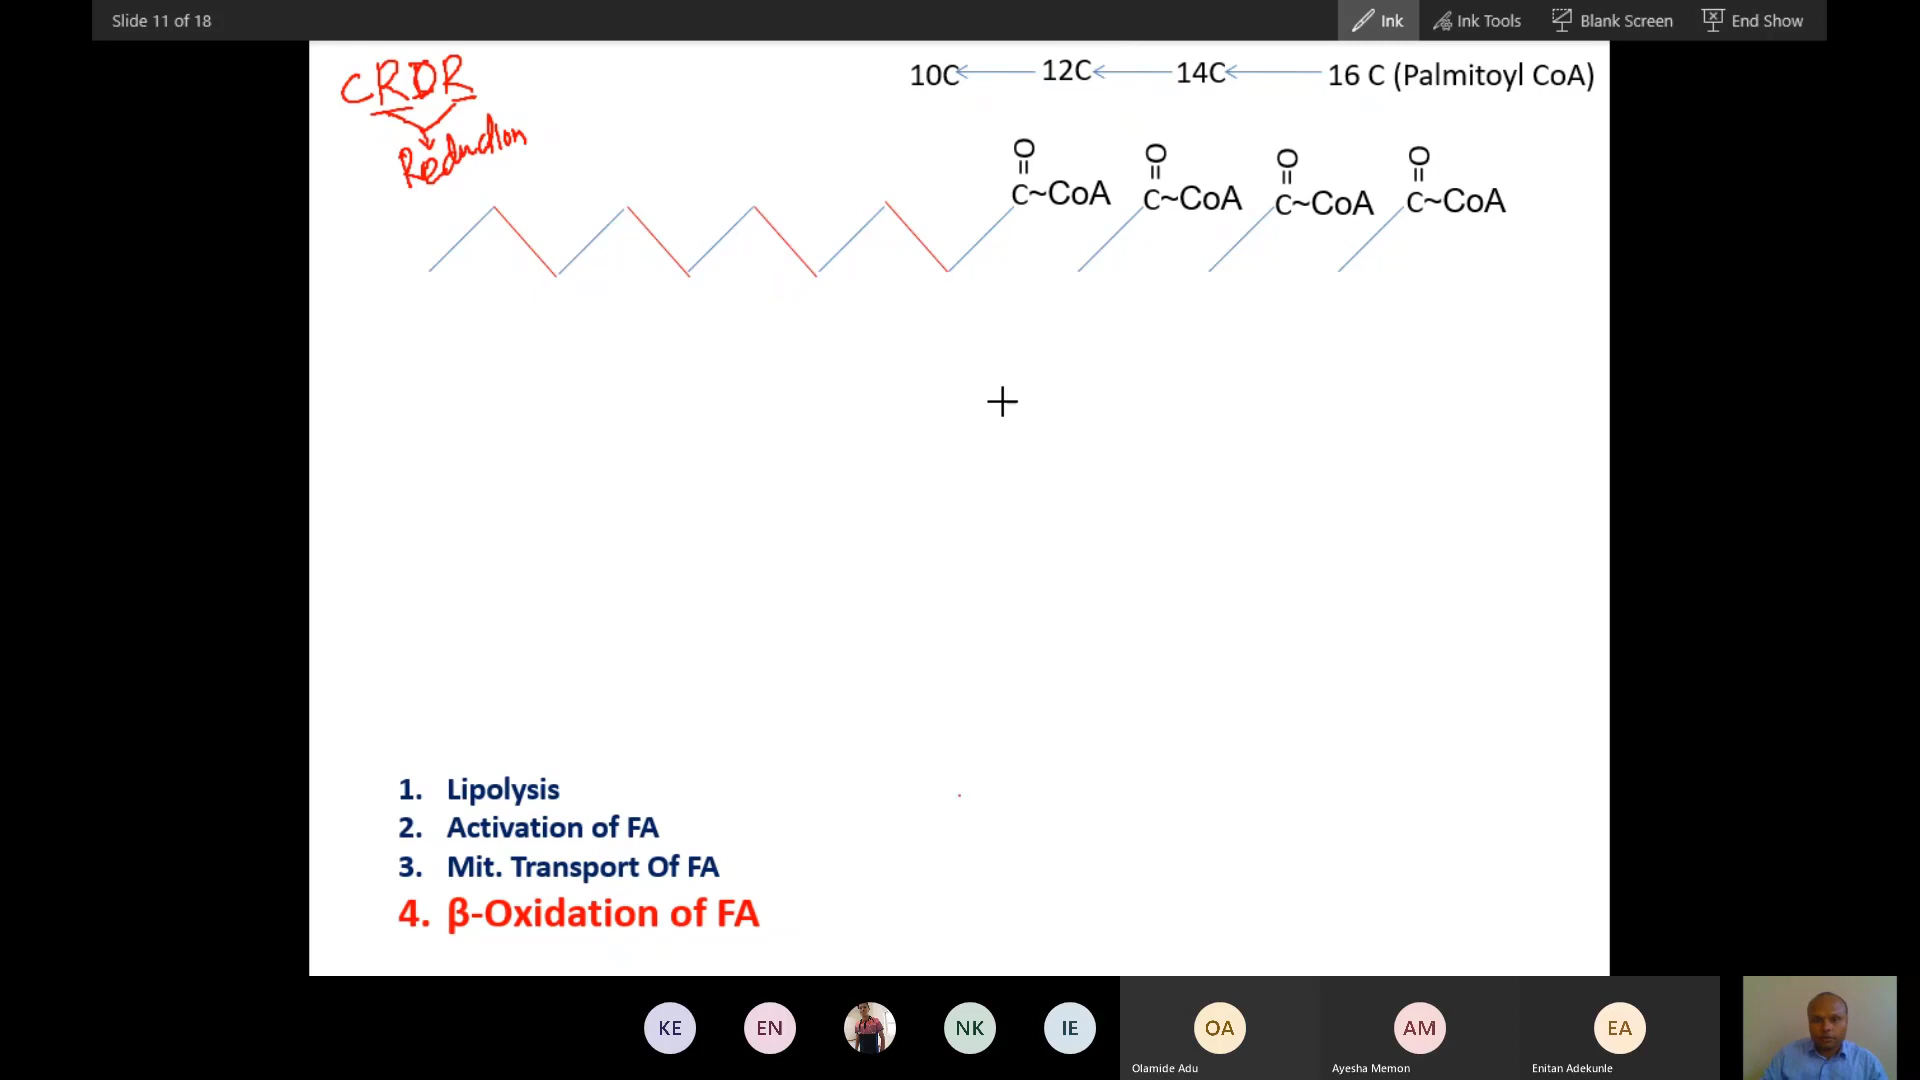 Slide 11 of 18
Ink
Ink Tools
Blank Screen
End Show
CRDR
Reduction
10C 12C 14C 16 C (Palmitoyl CoA)
O O O O
C~CoA C~CoA C~CoA C~CoA
1. Lipolysis
2. Activation of FA
3. Mit. Transport Of FA
4. β-Oxidation of FA
KE EN NK IE OA AM EA
Olamide Adu Ayesha Memon Enitan Adekunle